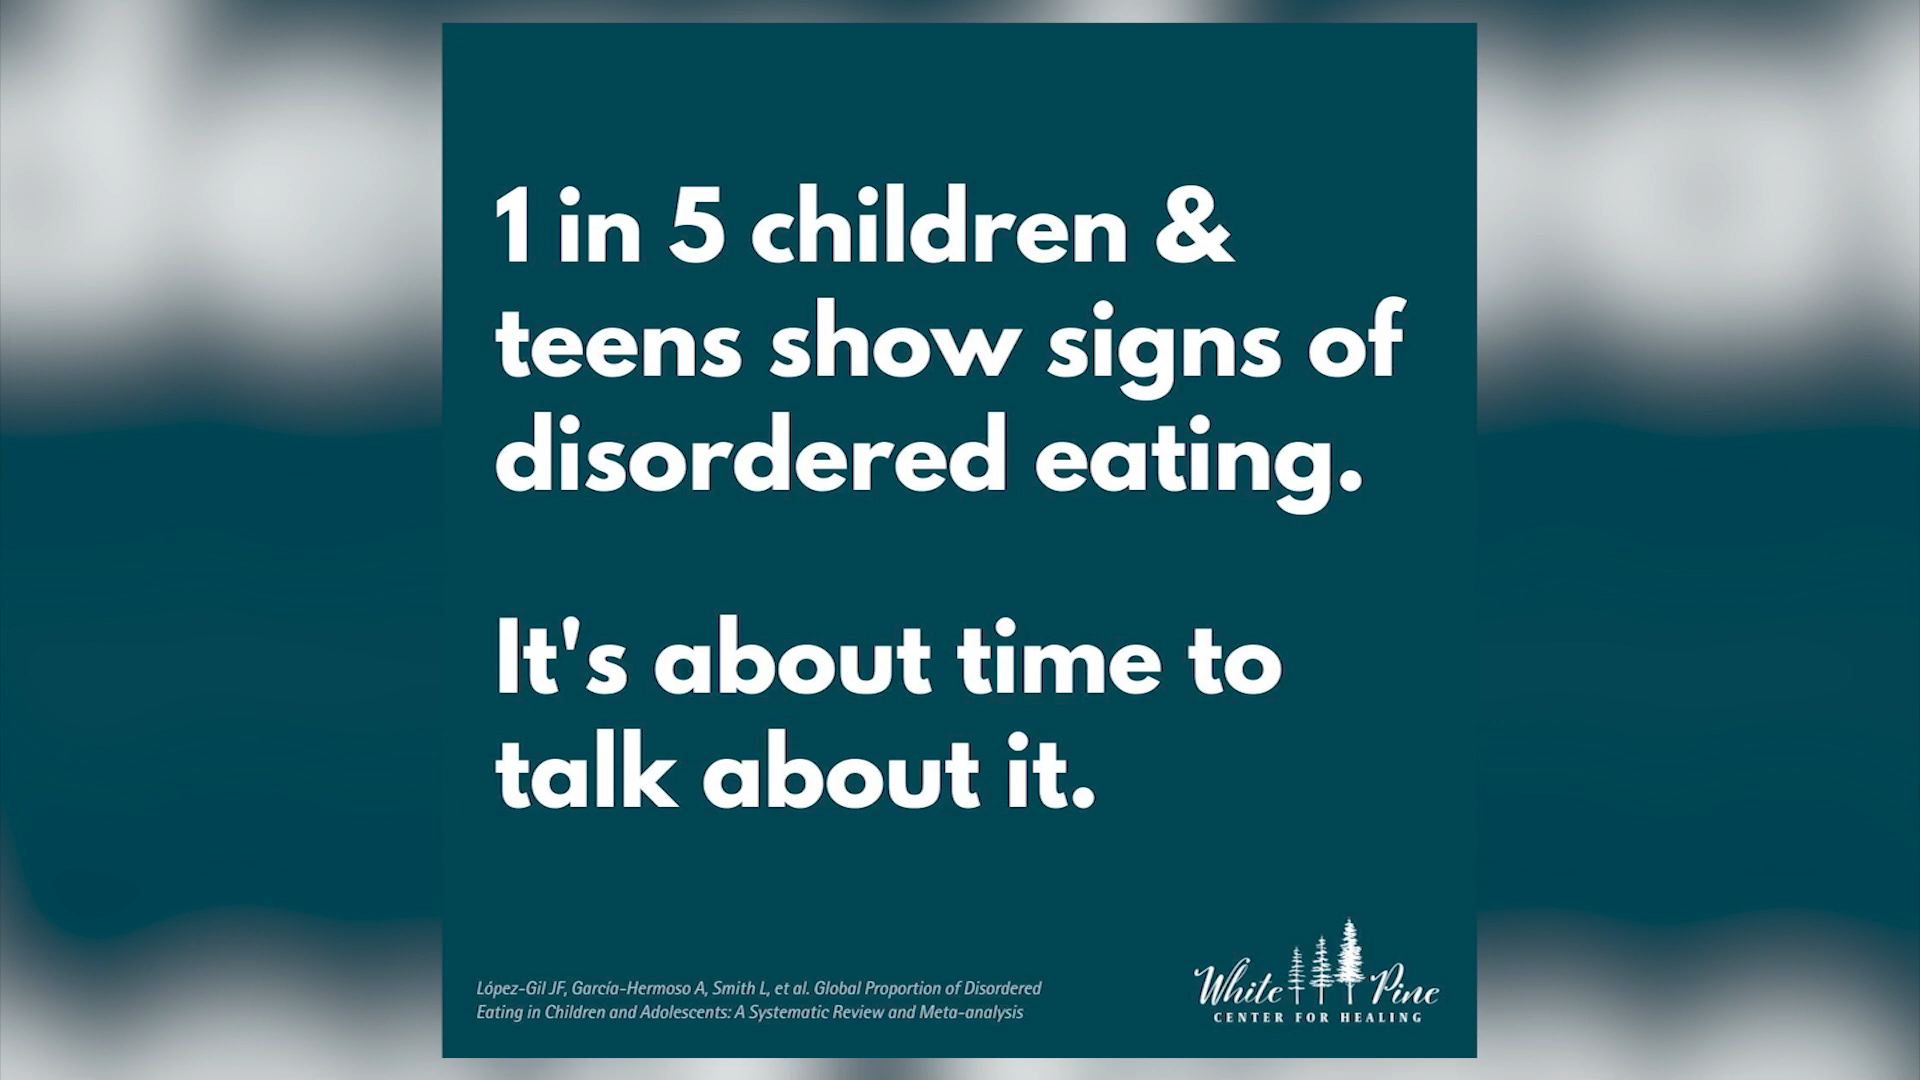 1 in 5 children &
teens show signs of
disordered eating.
It's about time to
talk about it.
López-Gil JF, García-Hermoso A, Smith L, et al. Global Proportion of Disordered
Eating in Children and Adolescents: A Systematic Review and Meta-analysis
White Pine
CENTER FOR HEALING